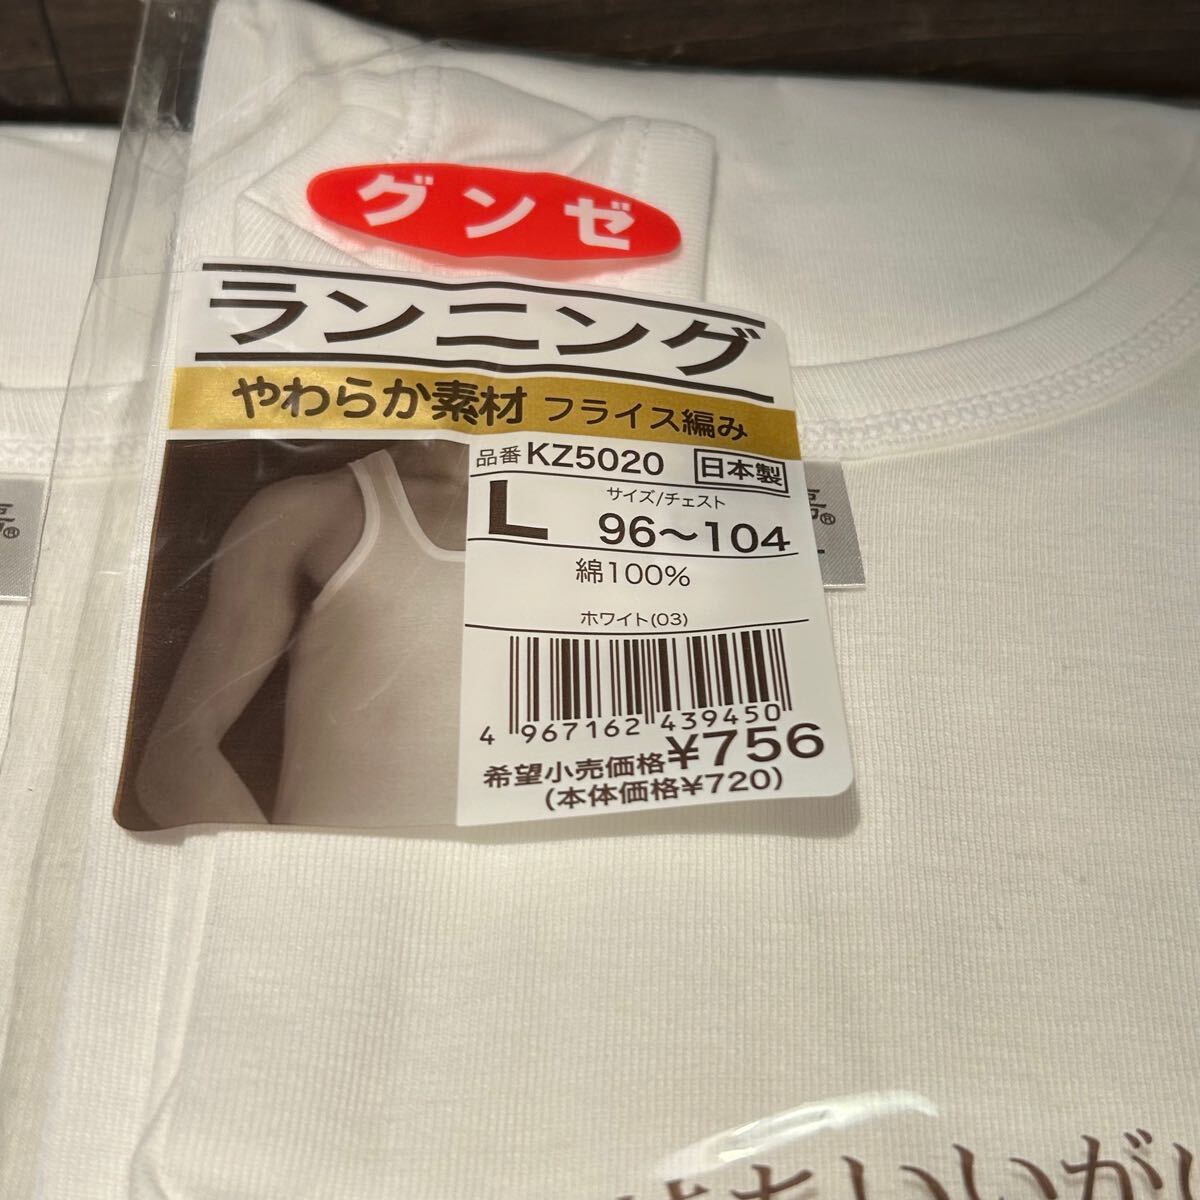 グンゼ
ランニング
やわらか素材 フライス編み
品番 KZ5020 日本製
サイズ/チェスト
L 96～104
綿100%
ホワイト(03)
4 967162 439450
希望小売価格¥756
(本体価格¥720)